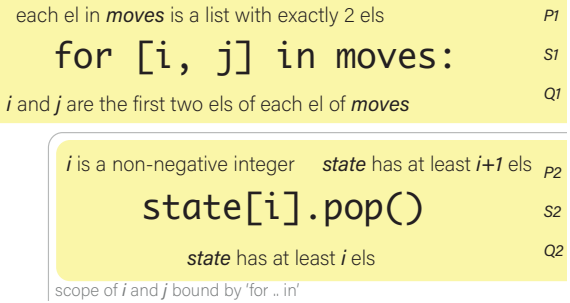 each el in moves is a list with exactly 2 els P1
for [i, j] in moves: S1
i and j are the first two els of each el of moves Q1
i is a non-negative integer state has at least i+1 els P2
state[i].pop() S2
state has at least i els Q2
scope of i and j bound by 'for .. in'